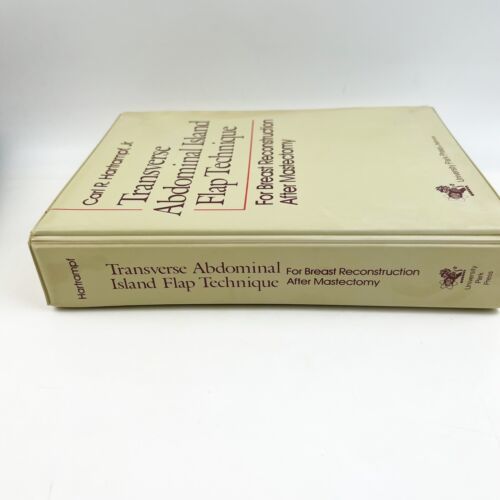 Carl R. Hartrampf, Jr.
Transverse
Abdominal Island
Flap Technique
For Breast Reconstruction
After Mastectomy
Hartrampf
Transverse Abdominal
Island Flap Technique
For Breast Reconstruction
After Mastectomy
University
Park
Press